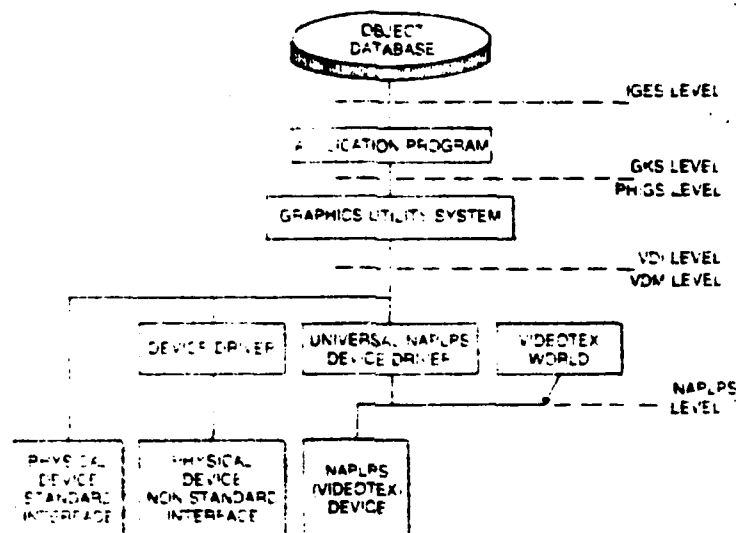 OBJECT
DATABASE
IGES LEVEL
APPLICATION PROGRAM
GKS LEVEL
PHIGS LEVEL
GRAPHICS UTILITY SYSTEM
VDI LEVEL
VDM LEVEL
DEVICE DRIVER
UNIVERSAL NAPLPS
DEVICE DRIVER
VIDEOTEX
WORLD
NAPLPS
LEVEL
PHYSICAL
DEVICE
STANDARD
INTERFACE
PHYSICAL
DEVICE
NON STANDARD
INTERFACE
NAPLPS
(VIDEOTEX)
DEVICE